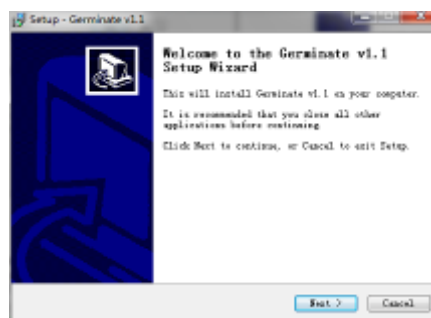 Setup - Germinate v1.1
Welcome to the Germinate v1.1
Setup Wizard
This will install Germinate v1.1 on your computer.
It is recommended that you close all other
applications before continuing.
Click Next to continue, or Cancel to exit Setup.
Next >
Cancel